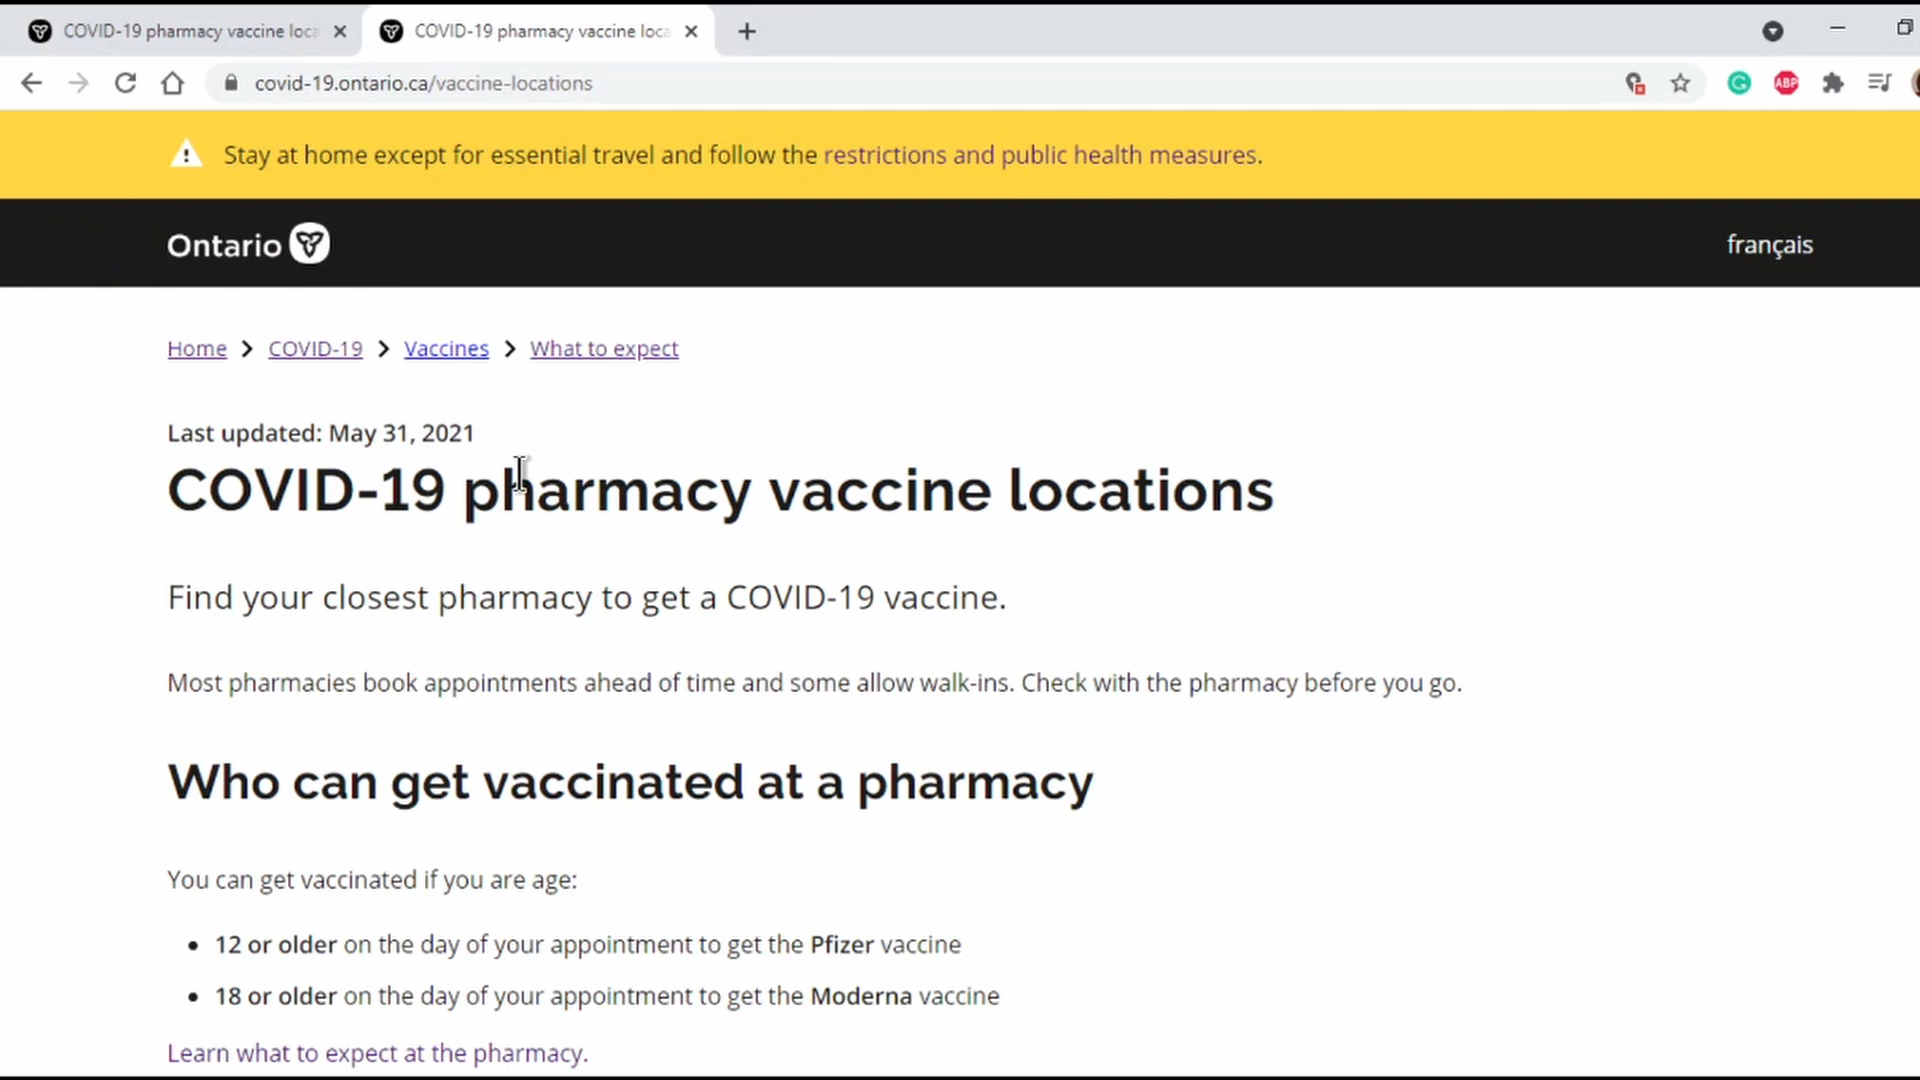 COVID-19 pharmacy vaccine loca
COVID-19 pharmacy vaccine loca
covid-19.ontario.ca/vaccine-locations
ABP
Stay at home except for essential travel and follow the restrictions and public health measures.
Ontario
français
Home > COVID-19 > Vaccines > What to expect
Last updated: May 31, 2021
COVID-19 pharmacy vaccine locations
Find your closest pharmacy to get a COVID-19 vaccine.
Most pharmacies book appointments ahead of time and some allow walk-ins. Check with the pharmacy before you go.
Who can get vaccinated at a pharmacy
You can get vaccinated if you are age:
• 12 or older on the day of your appointment to get the Pfizer vaccine
• 18 or older on the day of your appointment to get the Moderna vaccine
Learn what to expect at the pharmacy.